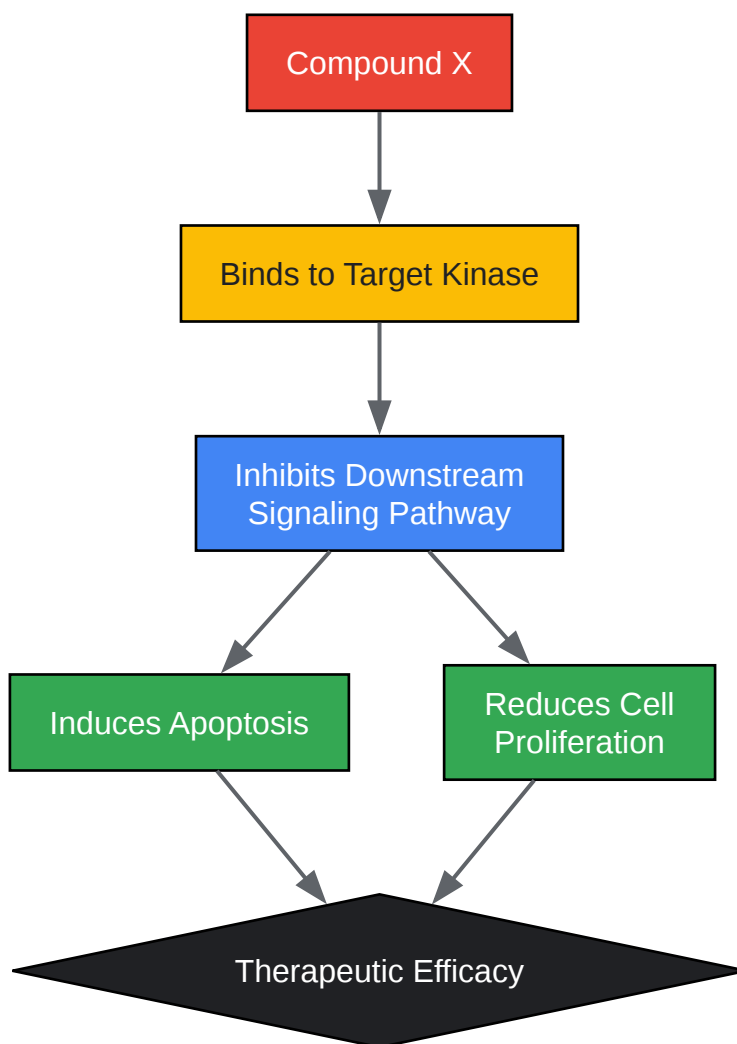 Compound X
Binds to Target Kinase
Inhibits Downstream
Signaling Pathway
Induces Apoptosis
Reduces Cell
Proliferation
Therapeutic Efficacy